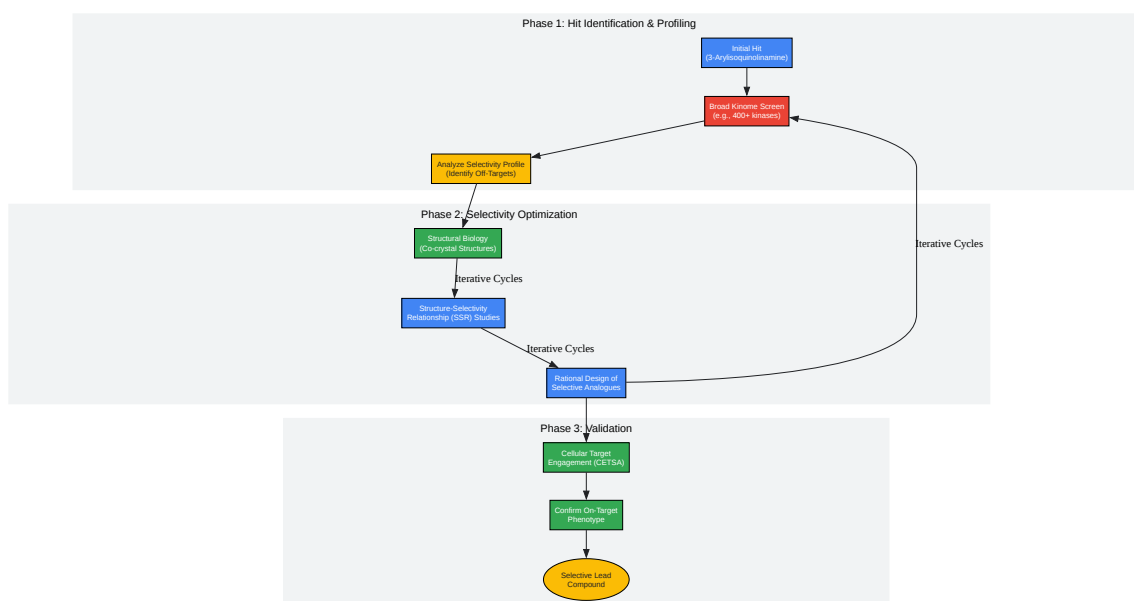 Phase 1: Hit Identification & Profiling
Initial Hit
(3-Arylisoquinolinamine)
Broad Kinome Screen
(e.g., 400+ kinases)
Analyze Selectivity Profile
(Identify Off-Targets)
Phase 2: Selectivity Optimization
Structural Biology
(Co-crystal Structures)
Iterative Cycles
Iterative Cycles
Structure-Selectivity
Relationship (SSR) Studies
Iterative Cycles
Rational Design of
Selective Analogues
Phase 3: Validation
Cellular Target
Engagement (CETSA)
Confirm On-Target
Phenotype
Selective Lead
Compound